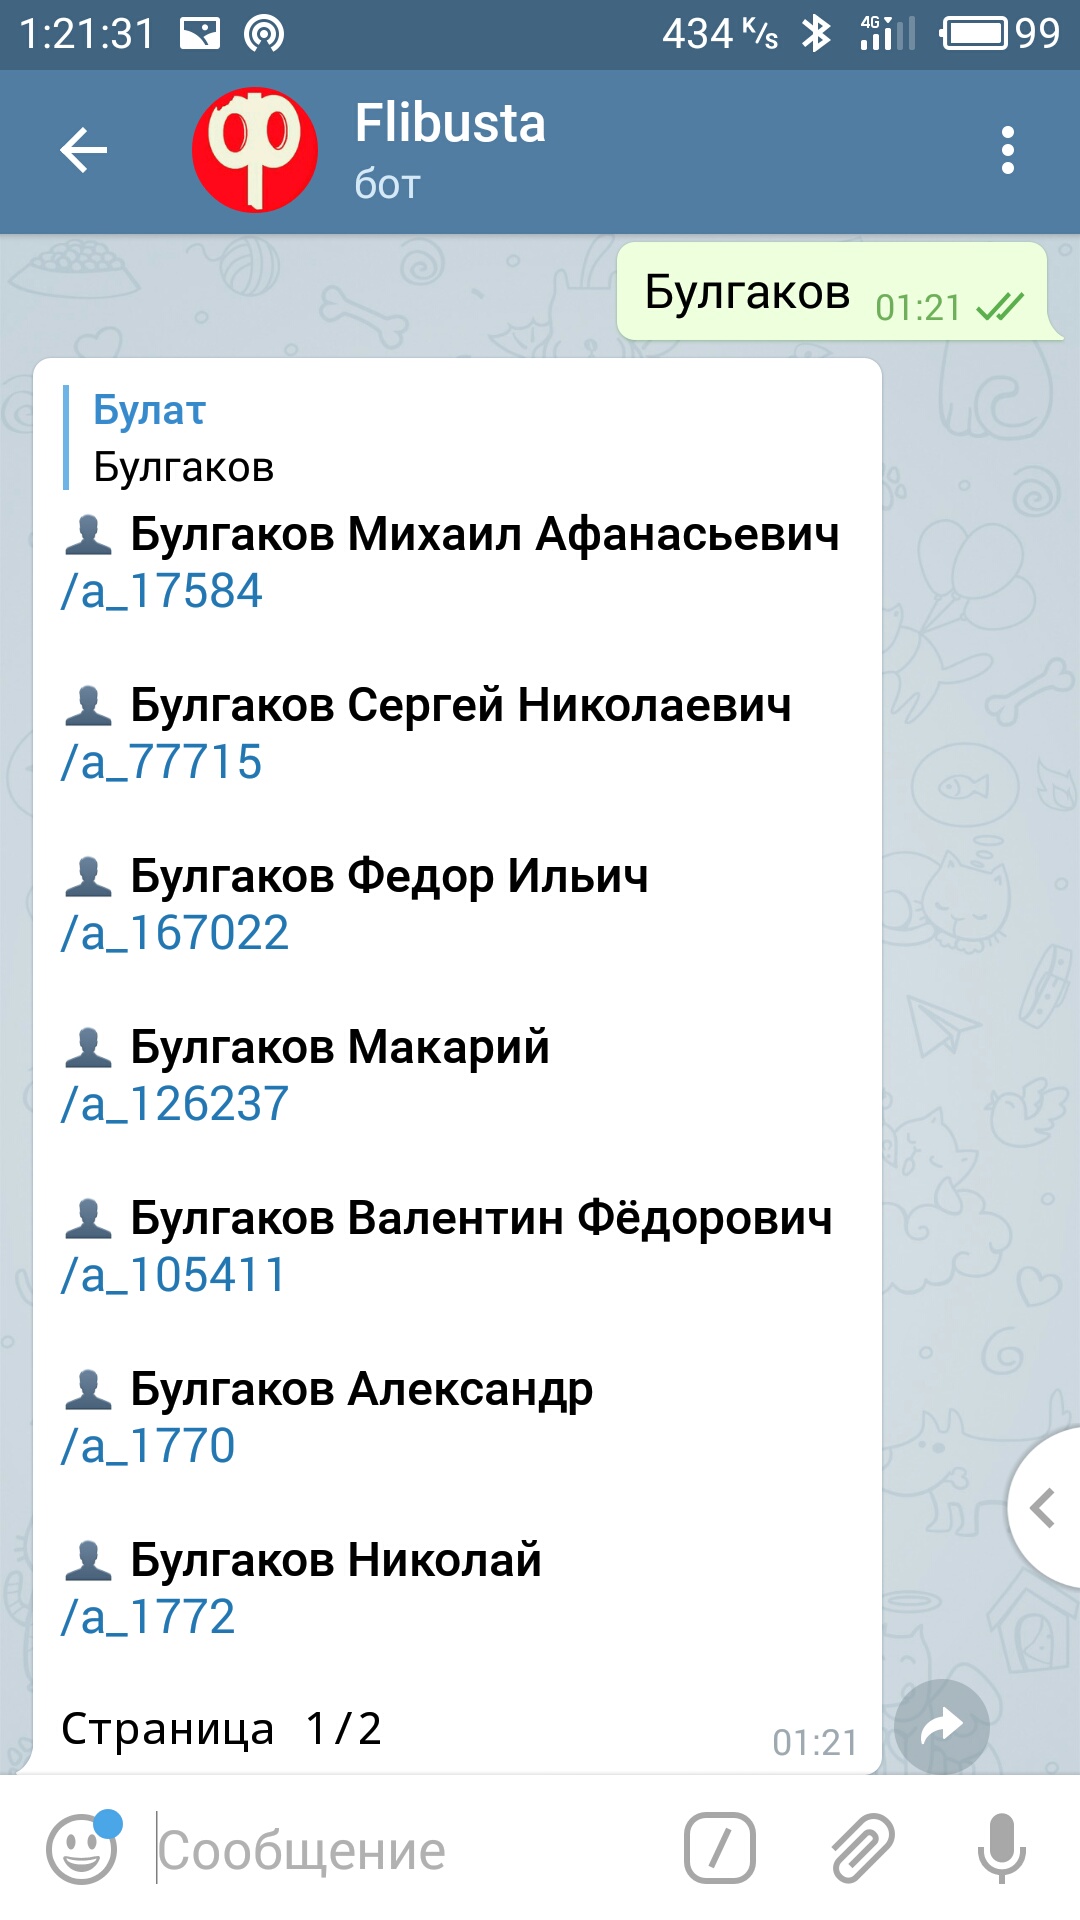 1:21:31 434 K/s 4G 99
Flibusta
бот
Булгаков 01:21
Булат
Булгаков
Булгаков Михаил Афанасьевич
/a_17584
Булгаков Сергей Николаевич
/a_77715
Булгаков Федор Ильич
/a_167022
Булгаков Макарий
/a_126237
Булгаков Валентин Фёдорович
/a_105411
Булгаков Александр
/a_1770
Булгаков Николай
/a_1772
Страница 1/2 01:21
Сообщение